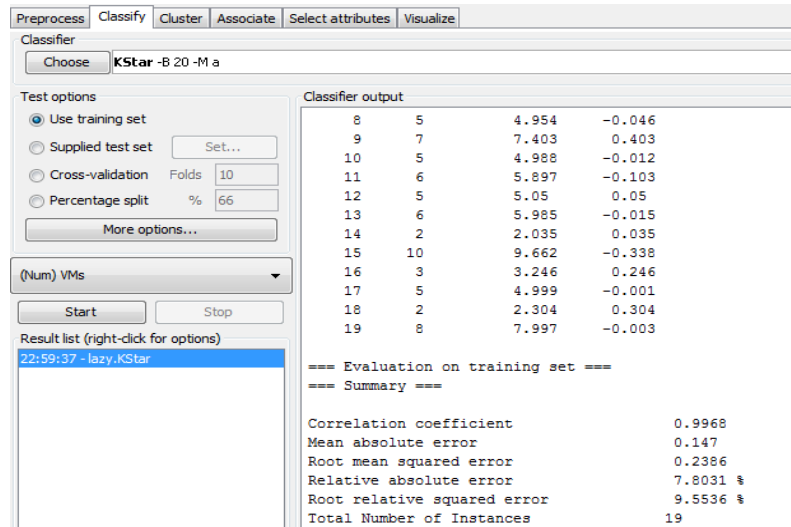 Preprocess Classify Cluster Associate Select attributes Visualize
Classifier
Choose KStar -B 20 -M a
Test options
Use training set
Supplied test set Set...
Cross-validation Folds 10
Percentage split % 66
More options...
(Num) VMs
Start Stop
Result list (right-click for options)
22:59:37 - lazy.KStar
Classifier output
8 5 4.954 -0.046
9 7 7.403 0.403
10 5 4.988 -0.012
11 6 5.897 -0.103
12 5 5.05 0.05
13 6 5.985 -0.015
14 2 2.035 0.035
15 10 9.662 -0.338
16 3 3.246 0.246
17 5 4.999 -0.001
18 2 2.304 0.304
19 8 7.997 -0.003
=== Evaluation on training set ===
=== Summary ===
Correlation coefficient 0.9968
Mean absolute error 0.147
Root mean squared error 0.2386
Relative absolute error 7.8031 %
Root relative squared error 9.5536 %
Total Number of Instances 19